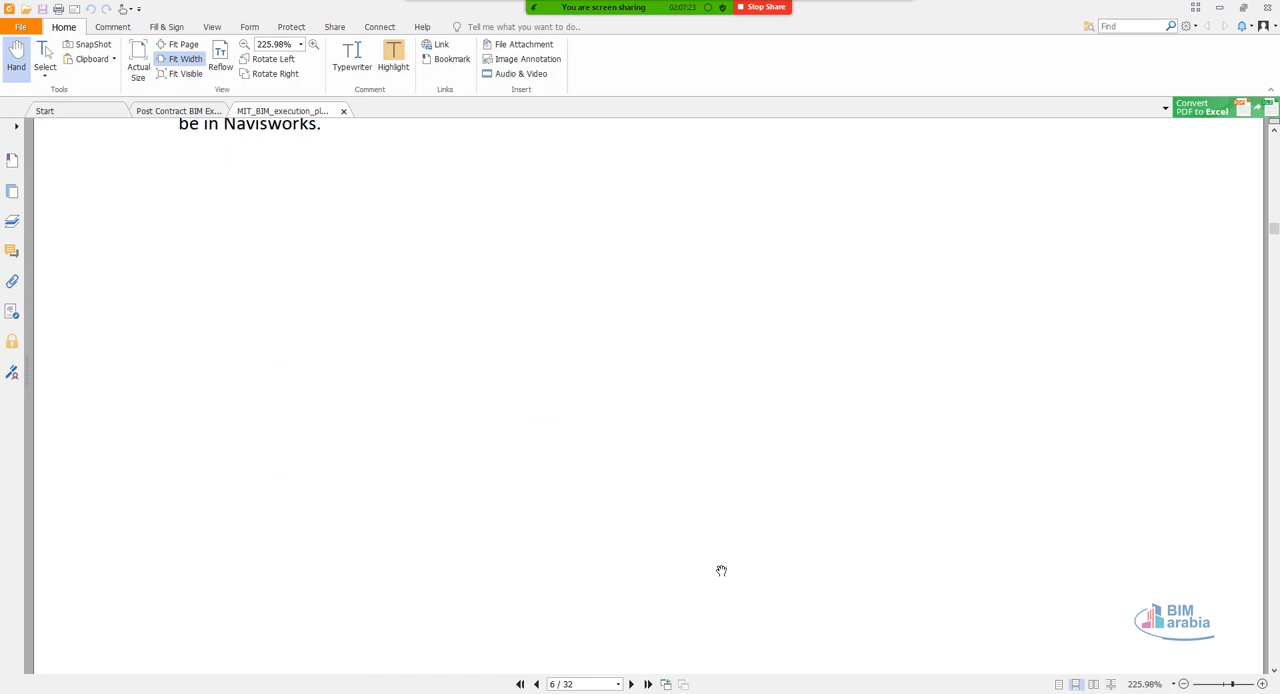 You are screen sharing 02:07:23 Stop Share
File Home Comment View Form Protect Fill & Sign Share Connect Help Tell me what you want to do..
Find
Hand
Select
SnapShot
Clipboard
Tools
Actual Size
Fit Page
Fit Width
Fit Visible
Reflow
225.98%
Rotate Left
Rotate Right
View
Typewriter
Highlight
Comment
Link
Bookmark
Links
File Attachment
Image Annotation
Audio & Video
Insert
Start
Post Contract BIM Ex...
MIT_BIM_execution_pl...
Convert
PDF to Excel
be in Navisworks.
BIM
arabia
6 / 32
225.98%